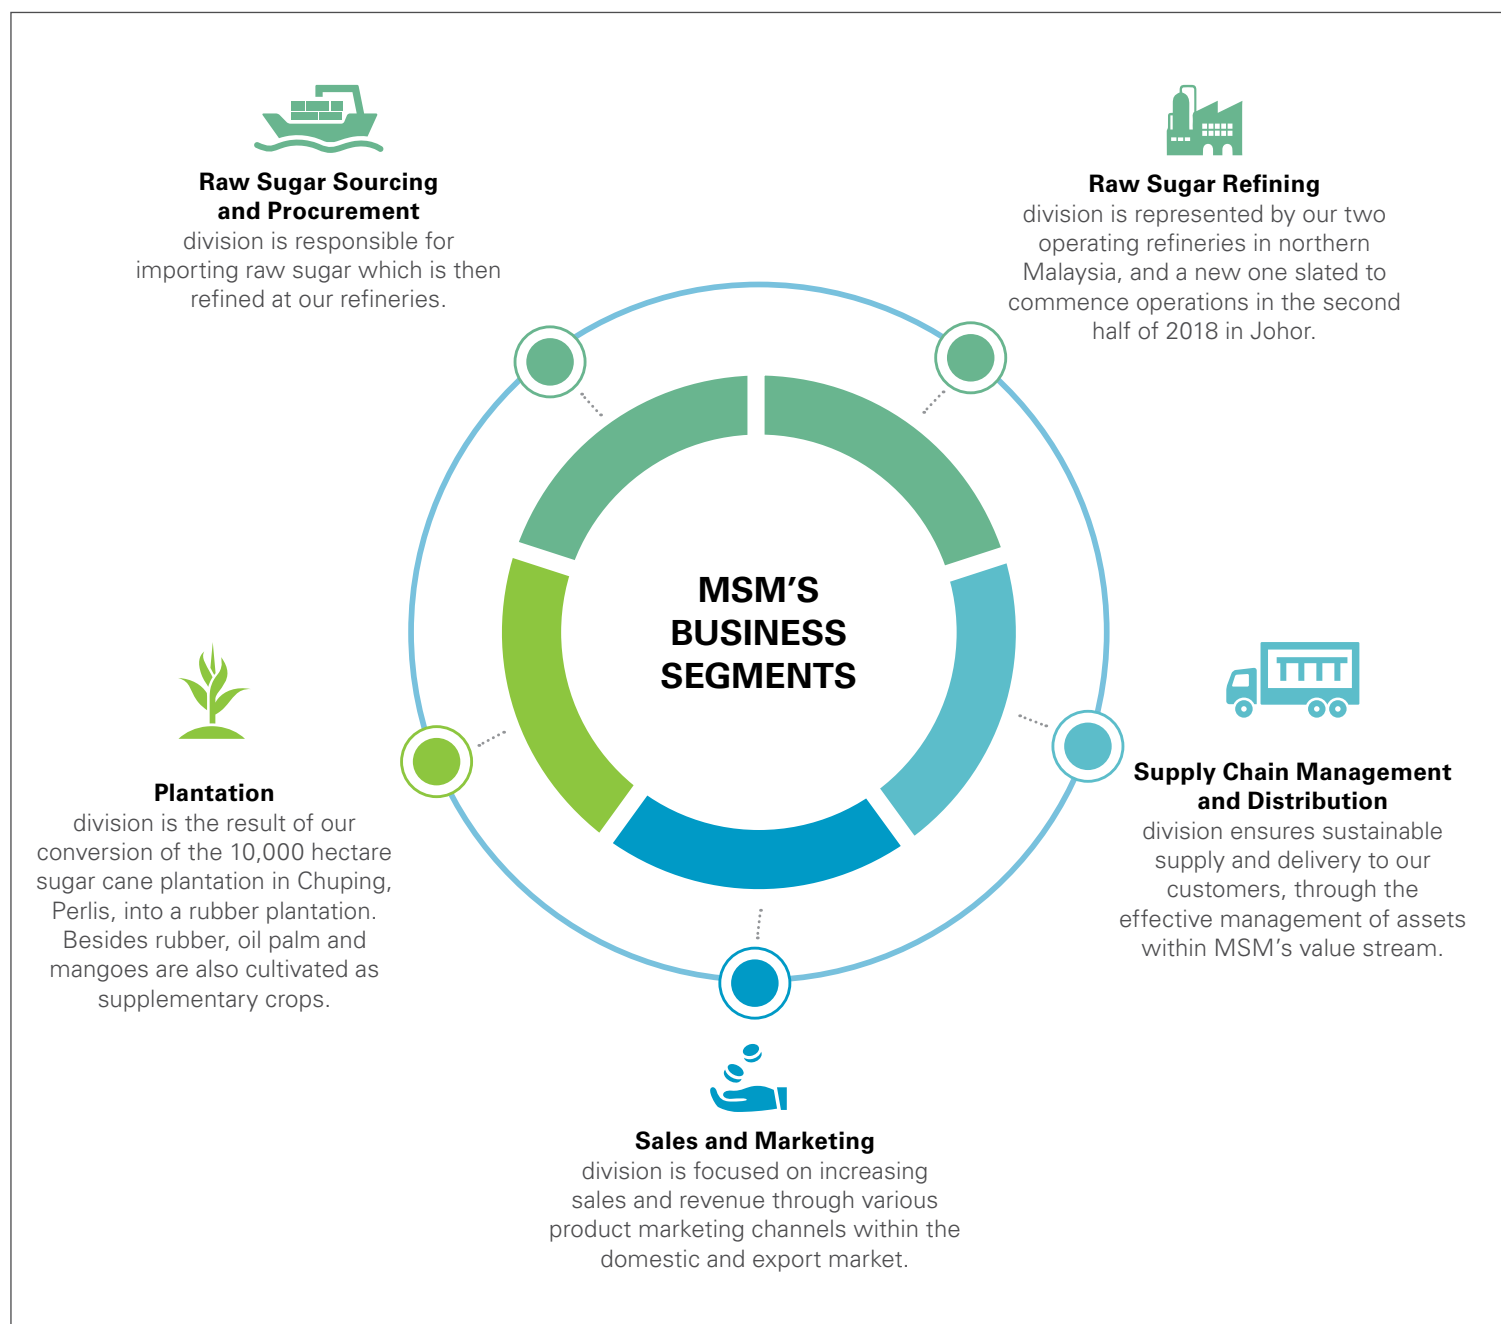 Raw Sugar Sourcing
and Procurement
division is responsible for
importing raw sugar which is then
refined at our refineries.
Raw Sugar Refining
division is represented by our two
operating refineries in northern
Malaysia, and a new one slated to
commence operations in the second
half of 2018 in Johor.
MSM'S
BUSINESS
SEGMENTS
Plantation
division is the result of our
conversion of the 10,000 hectare
sugar cane plantation in Chuping,
Perlis, into a rubber plantation.
Besides rubber, oil palm and
mangoes are also cultivated as
supplementary crops.
Supply Chain Management
and Distribution
division ensures sustainable
supply and delivery to our
customers, through the
effective management of assets
within MSM's value stream.
Sales and Marketing
division is focused on increasing
sales and revenue through various
product marketing channels within the
domestic and export market.